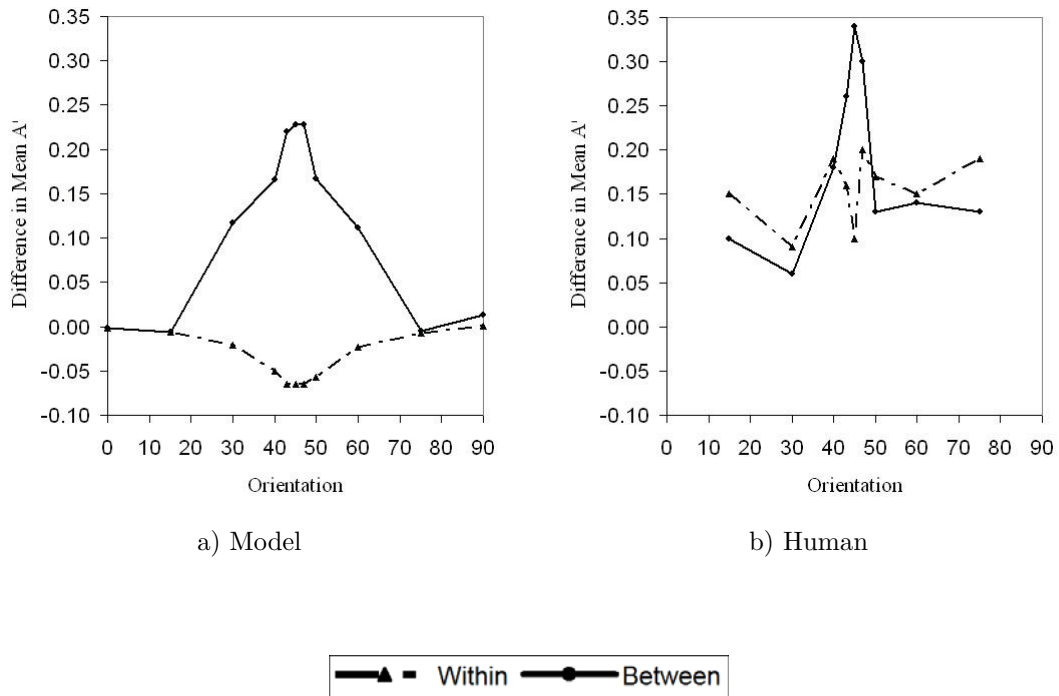 0.35
0.30
0.25
0.20
0.15
0.10
0.05
0.00
-0.05
-0.10
Difference in Mean A'
0 10 20 30 40 50 60 70 80 90
Orientation
a) Model
0.35
0.30
0.25
0.20
0.15
0.10
0.05
0.00
-0.05
-0.10
Difference in Mean A'
0 10 20 30 40 50 60 70 80 90
Orientation
b) Human
Within Between